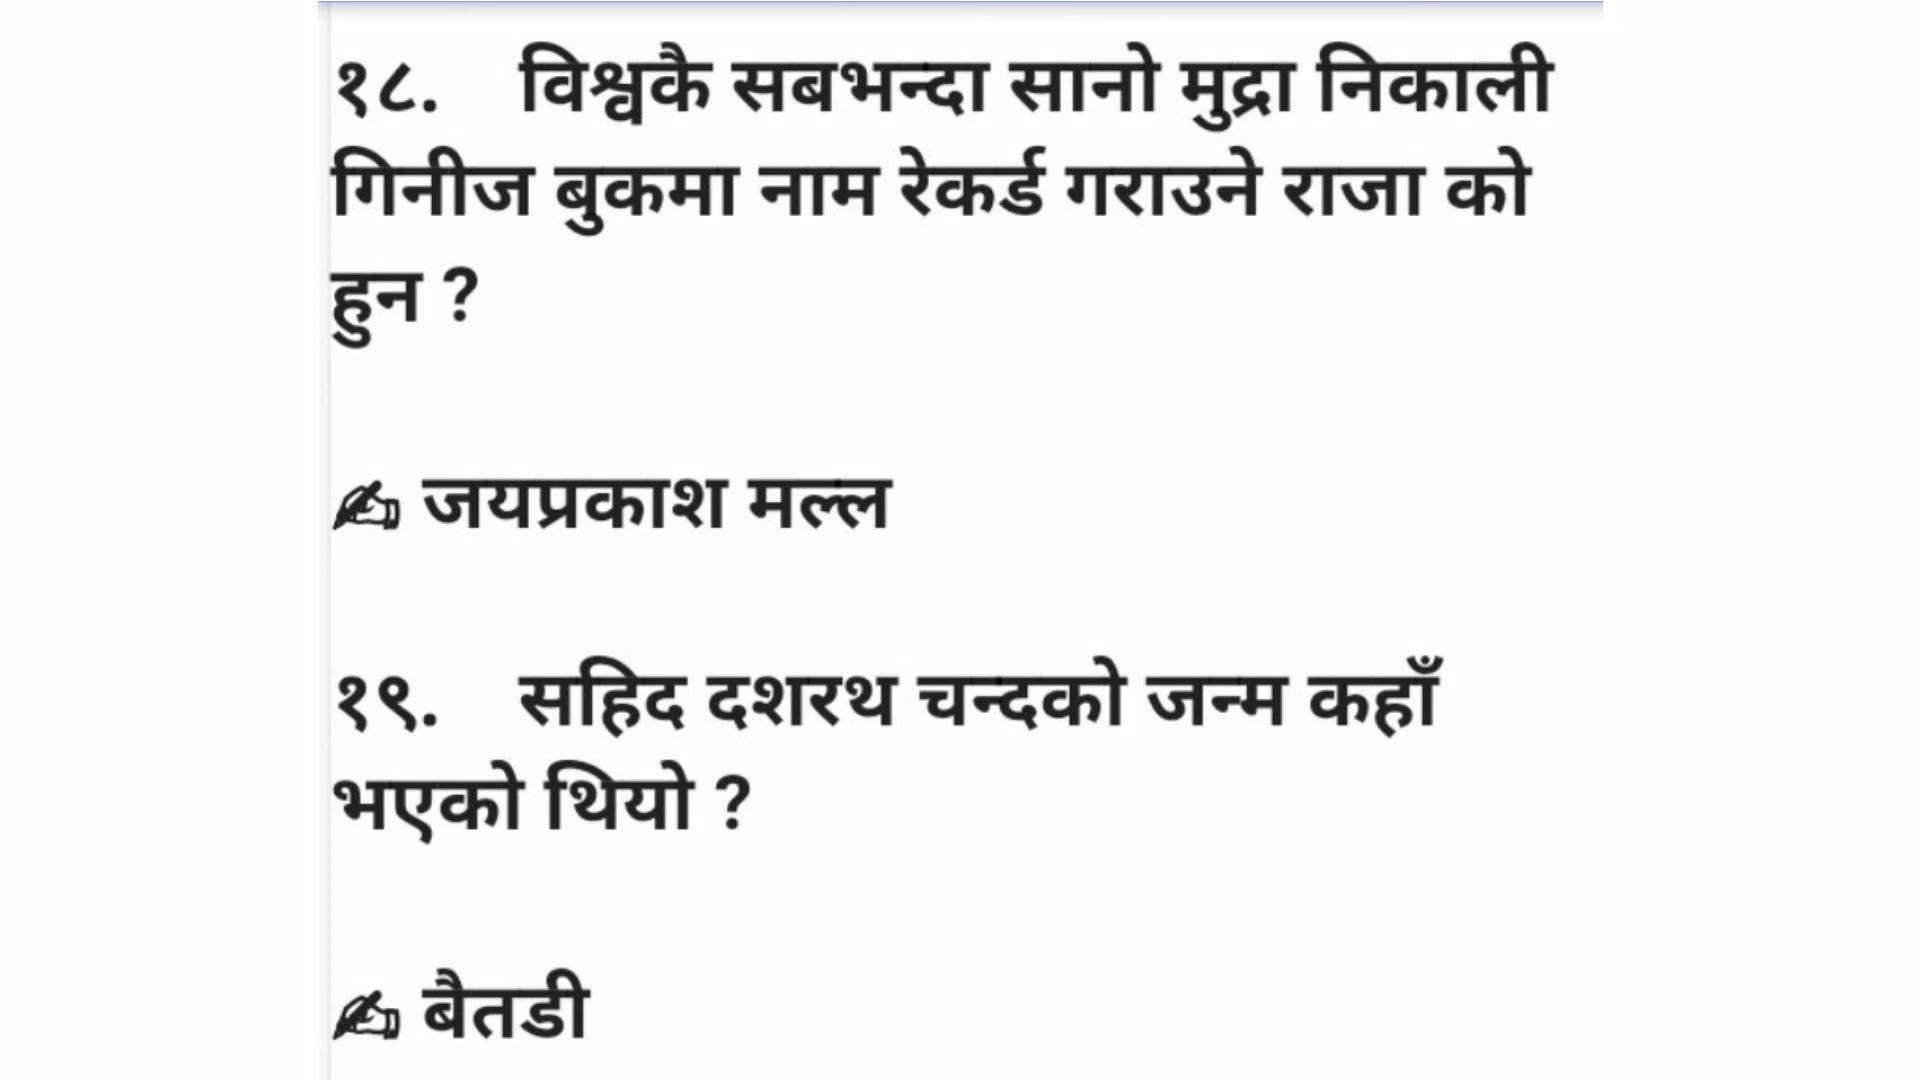 १८. विश्वकै सबभन्दा सानो मुद्रा निकाली
गिनीज बुकमा नाम रेकर्ड गराउने राजा को
हुन ?
✍ जयप्रकाश मल्ल
१९. सहिद दशरथ चन्दको जन्म कहाँ
भएको थियो ?
✍ बैतडी